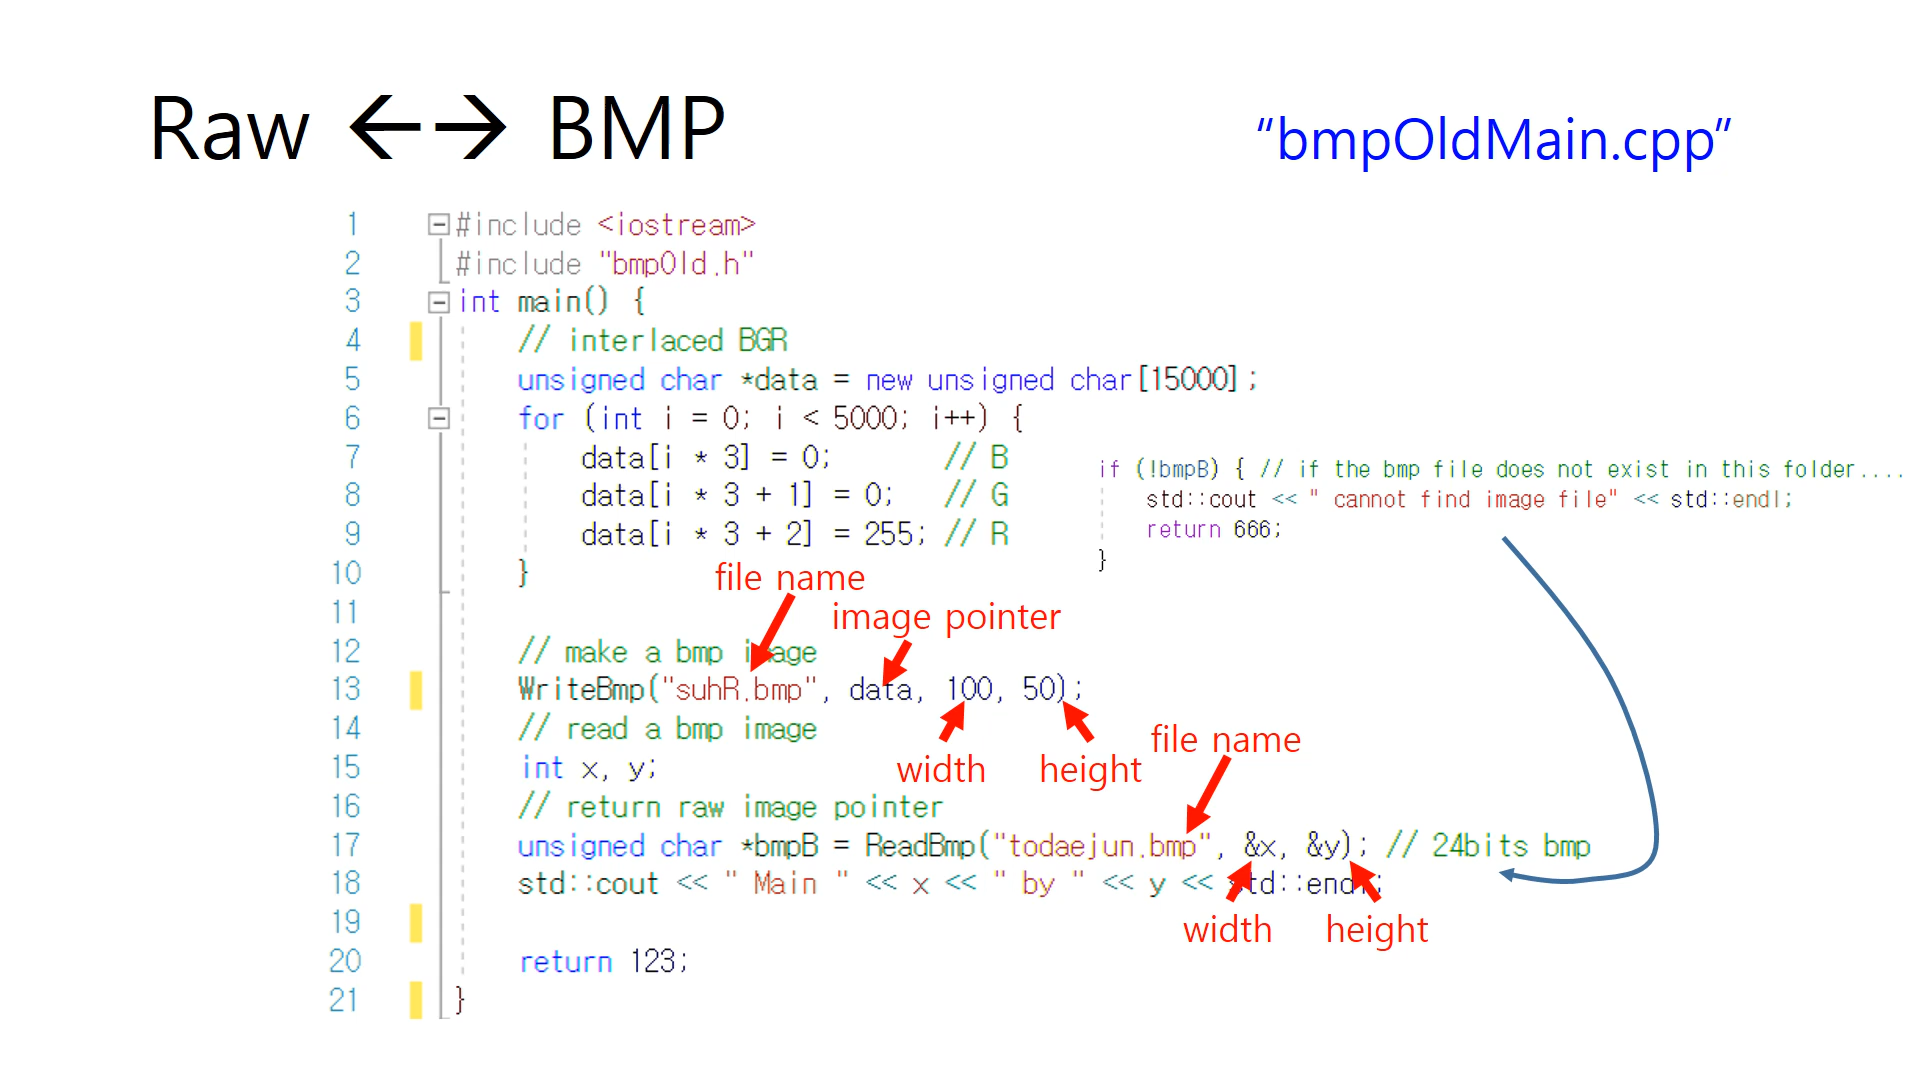 Raw ←→ BMP
“bmpOldMain.cpp”
1 #include <iostream>
2 #include "bmpOld.h"
3 int main() {
4 // interlaced BGR
5 unsigned char *data = new unsigned char[15000];
6 for (int i = 0; i < 5000; i++) {
7 data[i * 3] = 0; // B
8 data[i * 3 + 1] = 0; // G
9 data[i * 3 + 2] = 255; // R
10 }
11
12 // make a bmp image
13 WriteBmp("suhR.bmp", data, 100, 50);
14 // read a bmp image
15 int x, y;
16 // return raw image pointer
17 unsigned char *bmpB = ReadBmp("todaejun.bmp", &x, &y); // 24bits bmp
18 std::cout << " Main " << x << " by " << y << std::endl;
19
20 return 123;
21 }
if (!bmpB) { // if the bmp file does not exist in this folder....
std::cout << " cannot find image file" << std::endl;
return 666;
}
file name
image pointer
width
height
file name
width
height